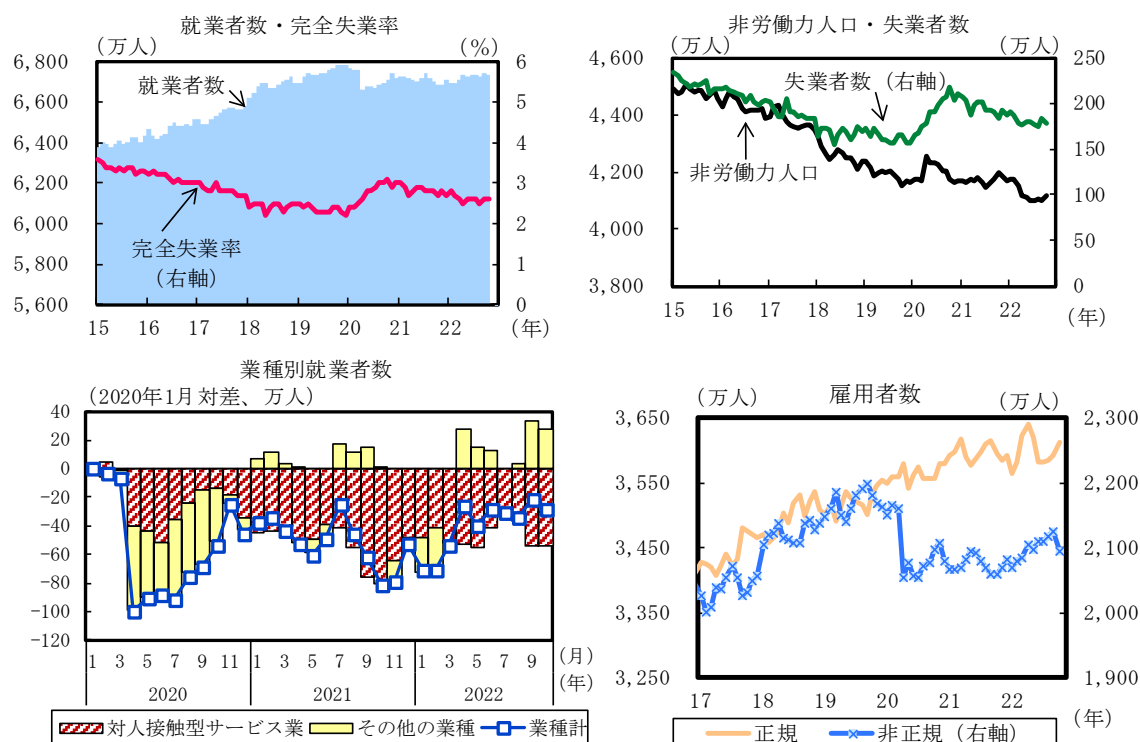 就業者数・完全失業率
(万人)
(%)
6,800
6,600
6,400
6,200
6,000
5,800
5,600
6
5
4
3
2
1
0
就業者数
完全失業率
(右軸)
15 16 17 18 19 20 21 22
(年)
非労働力人口・失業者数
(万人)
(万人)
4,600
4,400
4,200
4,000
3,800
250
200
150
100
50
0
失業者数(右軸)
非労働力人口
15 16 17 18 19 20 21 22
(年)
業種別就業者数
(2020年1月対差、万人)
40
20
0
-20
-40
-60
-80
-100
-120
1 3 5 7 9 11 1 3 5 7 9 11 1 3 5 7 9
(月)
2020 2021 2022
(年)
対人接触型サービス業 その他の業種 業種計
雇用者数
(万人)
(万人)
3,650
3,550
3,450
3,350
3,250
2,300
2,200
2,100
2,000
1,900
17 18 19 20 21 22
(年)
正規 非正規(右軸)